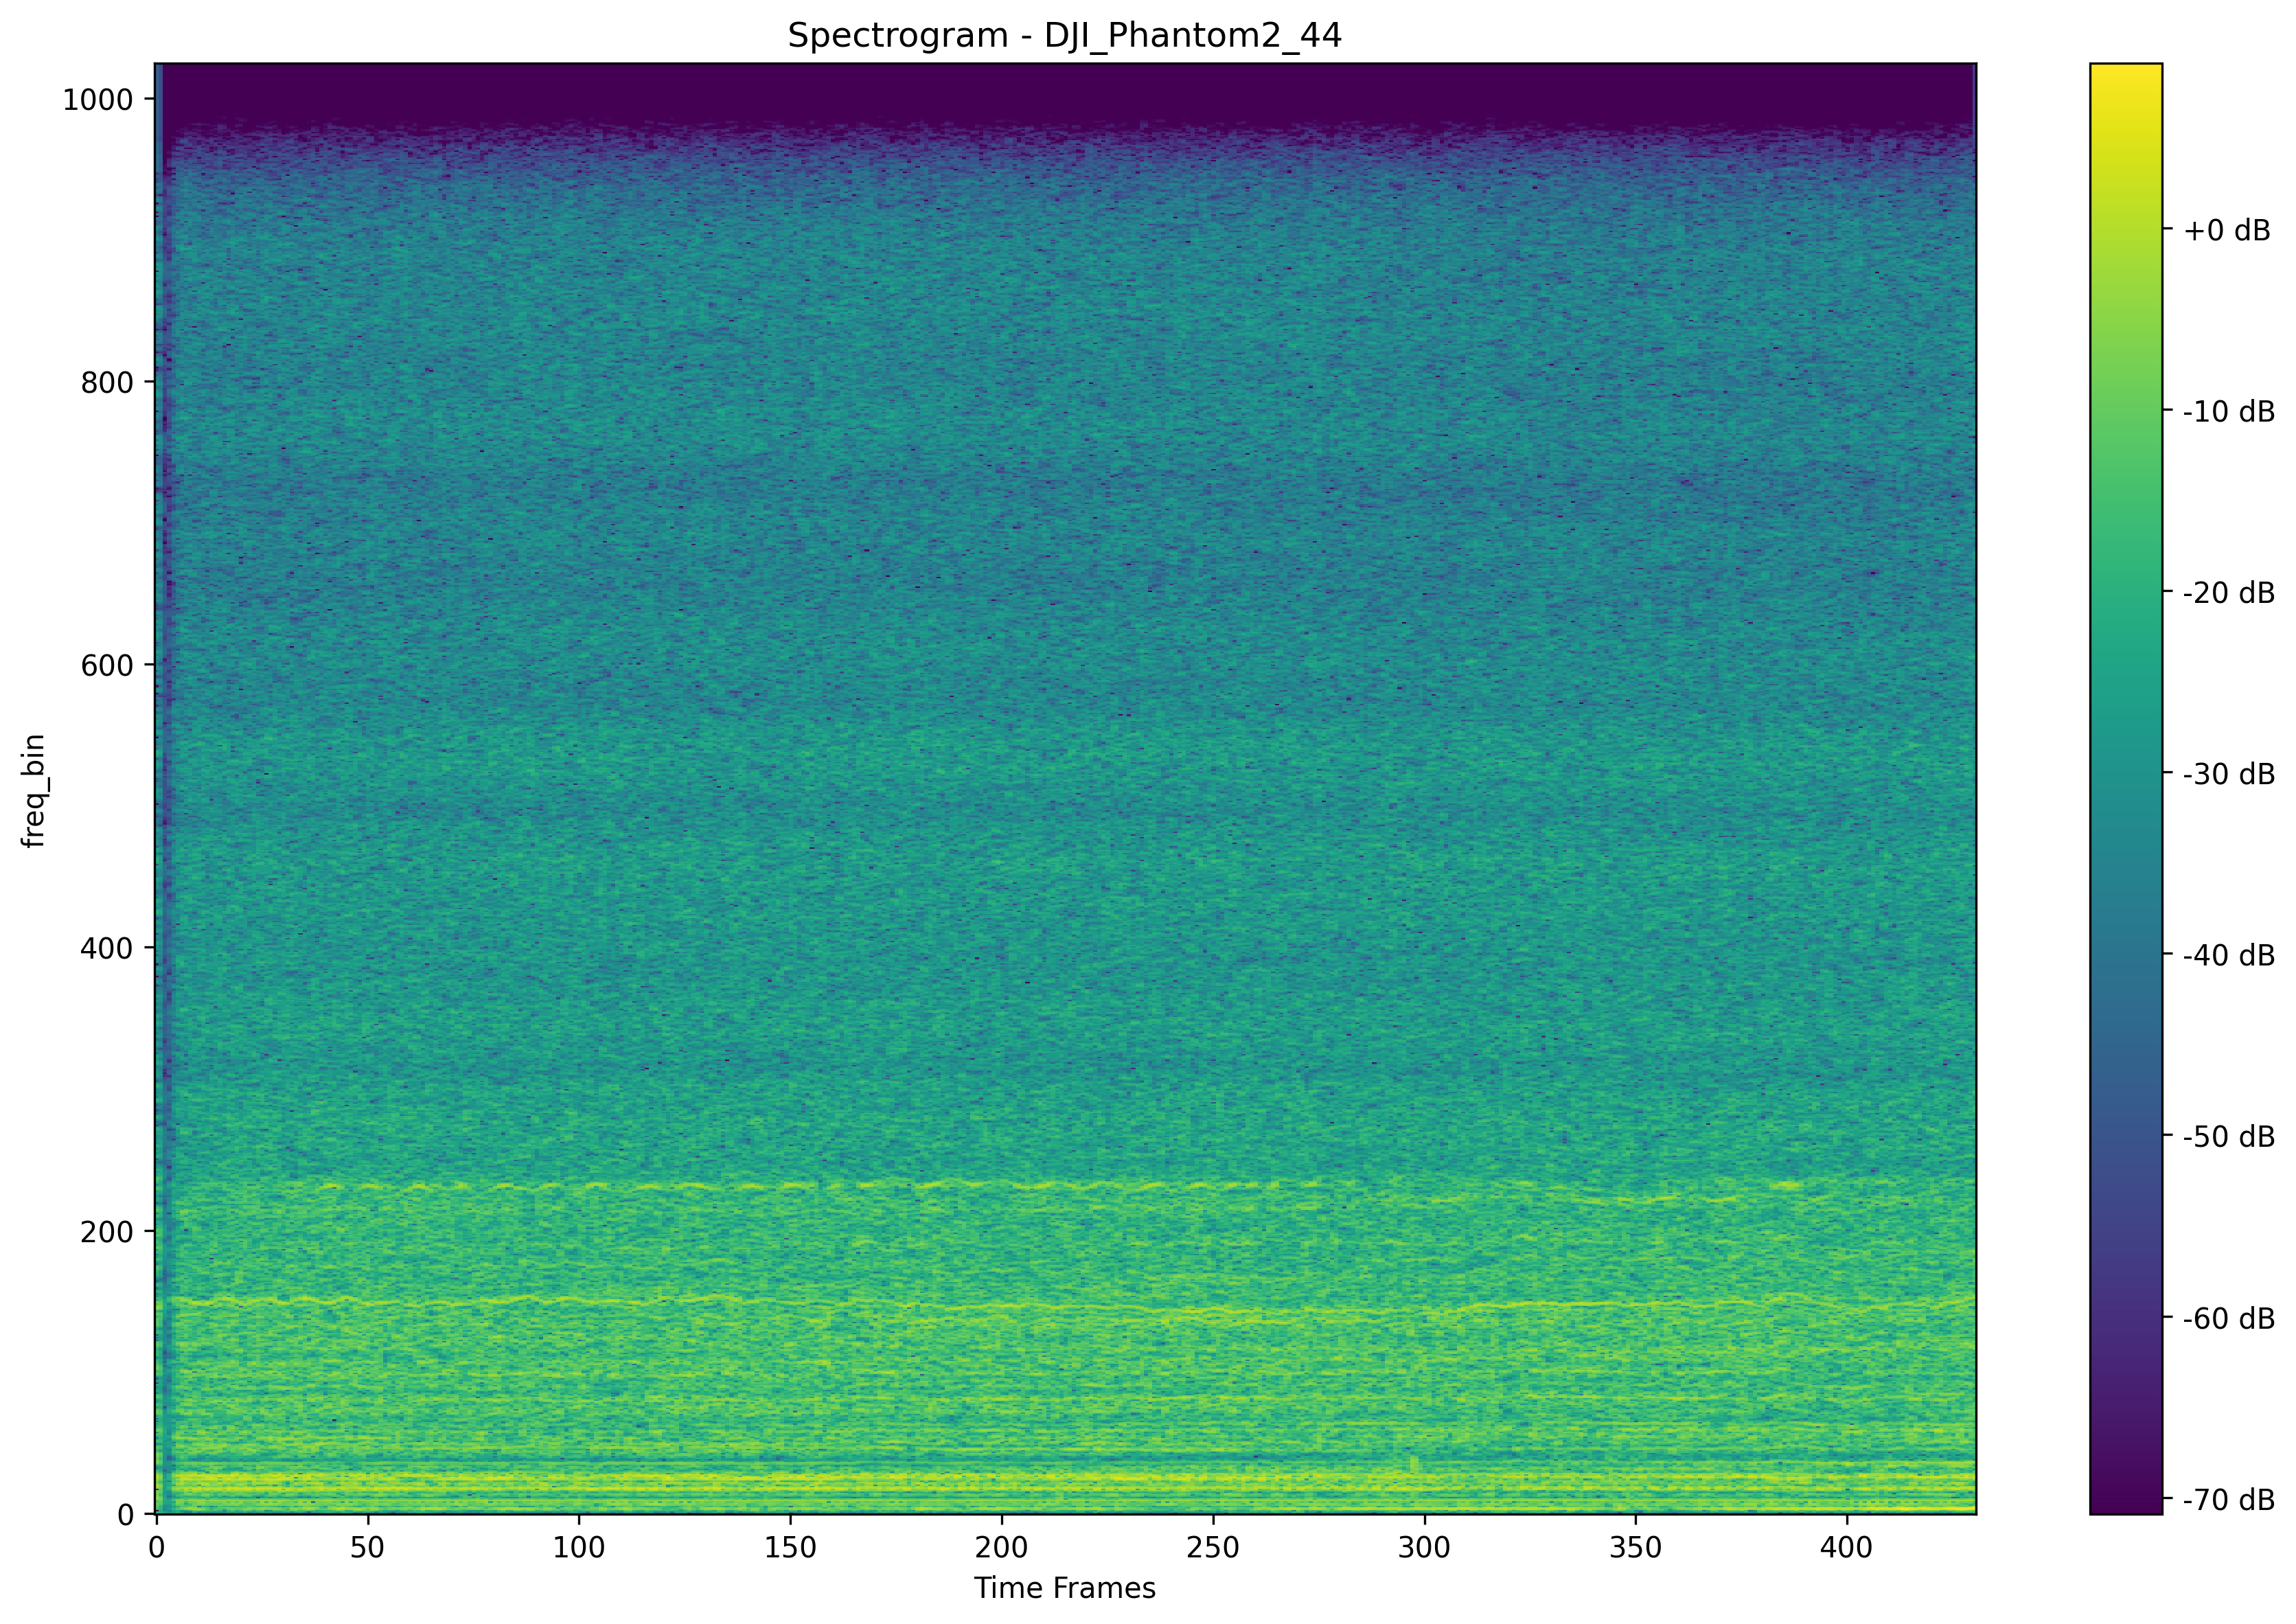 Spectrogram - DJI_Phantom2_44
freq_bin
1000
800
600
400
200
0
0 50 100 150 200 250 300 350 400
Time Frames
+0 dB
-10 dB
-20 dB
-30 dB
-40 dB
-50 dB
-60 dB
-70 dB